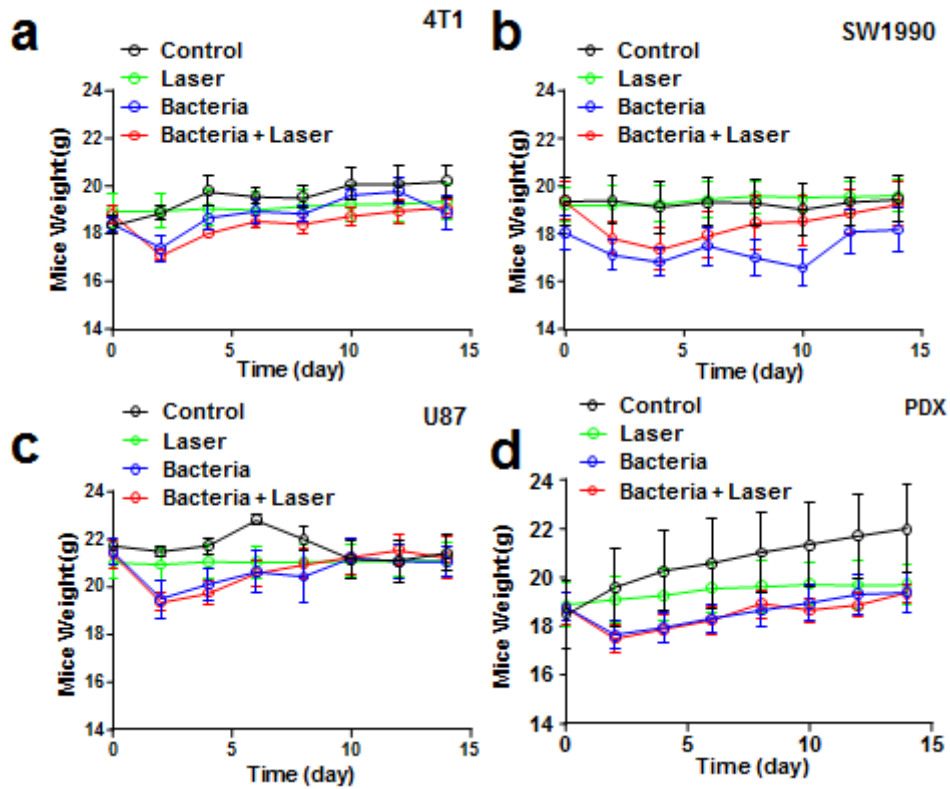 a
4T1
Control
Laser
Bacteria
Bacteria + Laser
Mice Weight(g)
24
22
20
18
16
14
0
5
10
15
Time (day)
b
SW1990
Control
Laser
Bacteria
Bacteria + Laser
Mice Weight(g)
24
22
20
18
16
14
0
5
10
15
Time (day)
c
U87
Control
Laser
Bacteria
Bacteria + Laser
Mice Weight(g)
24
22
20
18
16
14
0
5
10
15
Time (day)
d
PDX
Control
Laser
Bacteria
Bacteria + Laser
Mice Weight(g)
24
22
20
18
16
14
0
5
10
15
Time (day)